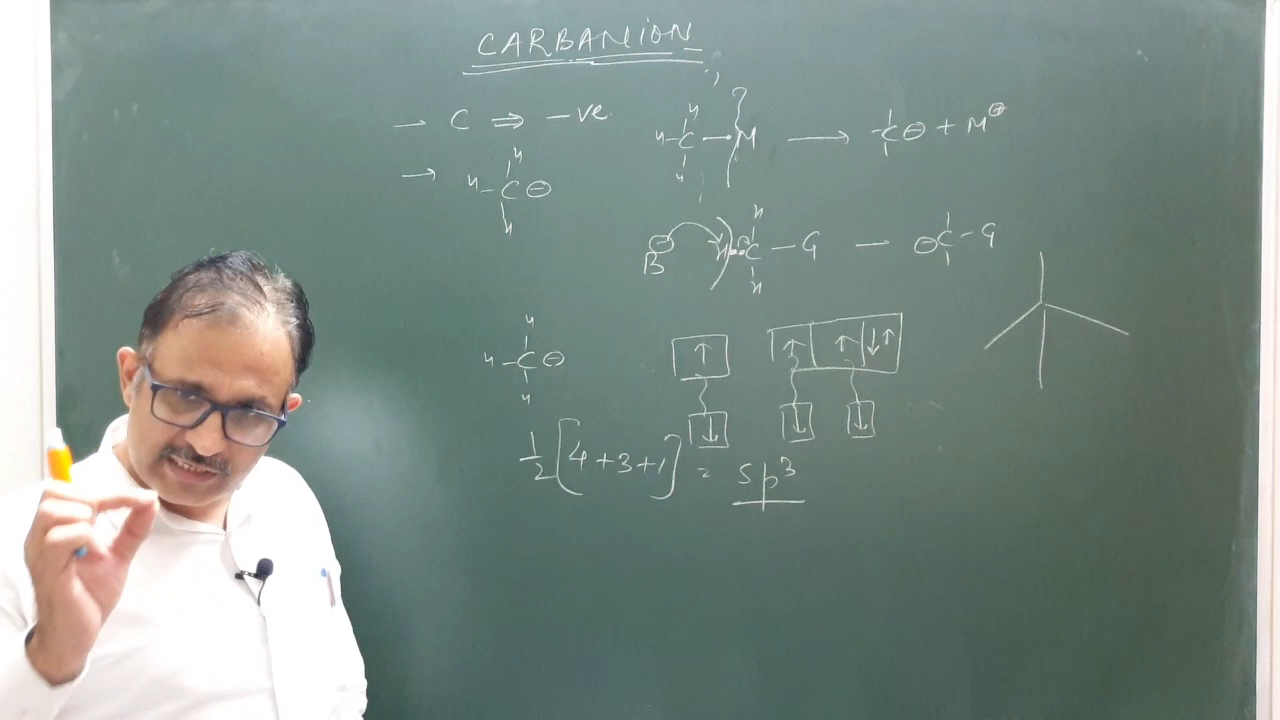 CARBANION
→ C ⇒ -ve
→ H-C⊖
H
H
H-C-M → -C⊖ + M⊕
H
H
B⊖ H-C-G → ⊖C-G
H
H
H-C⊖
H
H
↑ ↑ ↑ ↓↑
↓ ↓ ↓
1/2 [4+3+1] = sp³